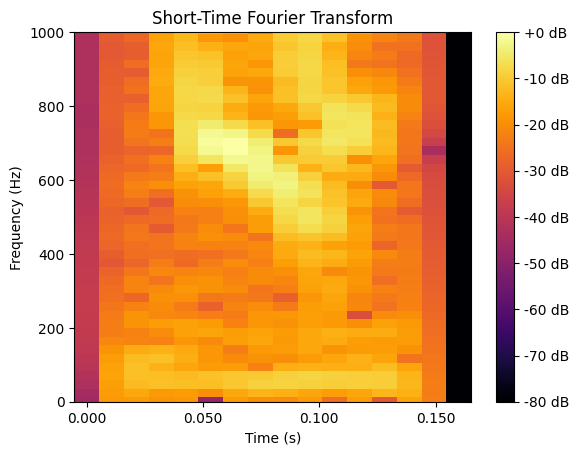 Short-Time Fourier Transform
1000
800
600
400
200
0
Frequency (Hz)
0.000
0.050
0.100
0.150
Time (s)
+0 dB
-10 dB
-20 dB
-30 dB
-40 dB
-50 dB
-60 dB
-70 dB
-80 dB